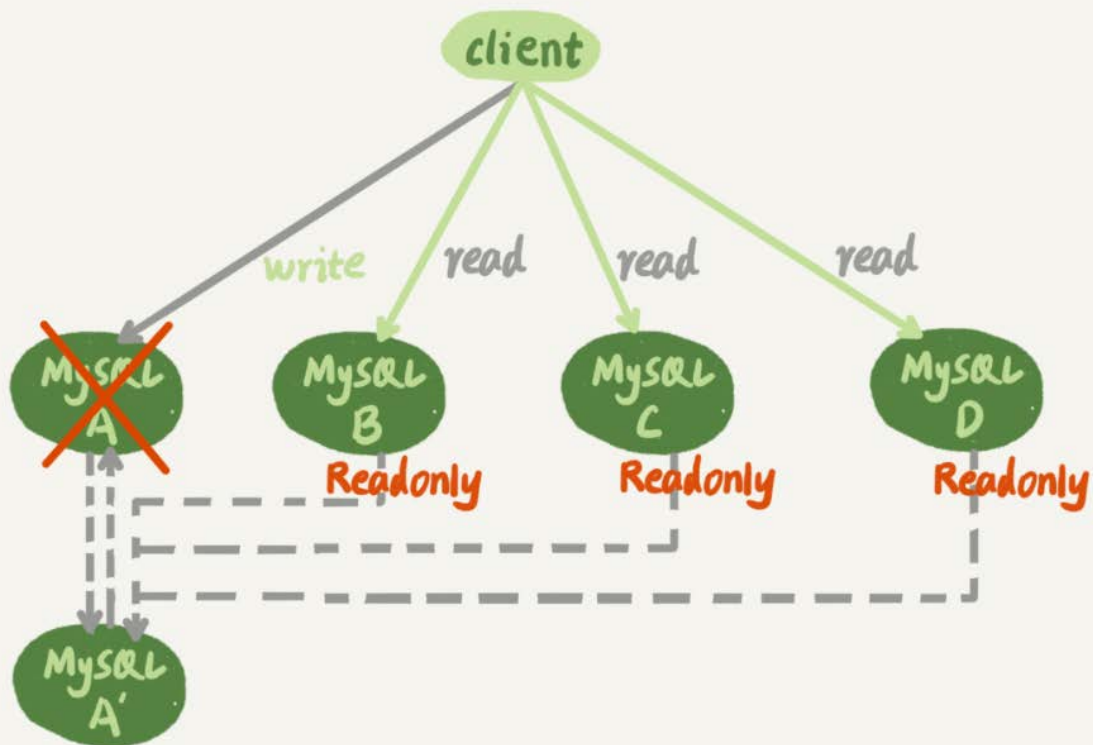 client
write
read
read
read
MySQL
A
MySQL
B
MySQL
C
MySQL
D
Readonly
Readonly
Readonly
MySQL
A'